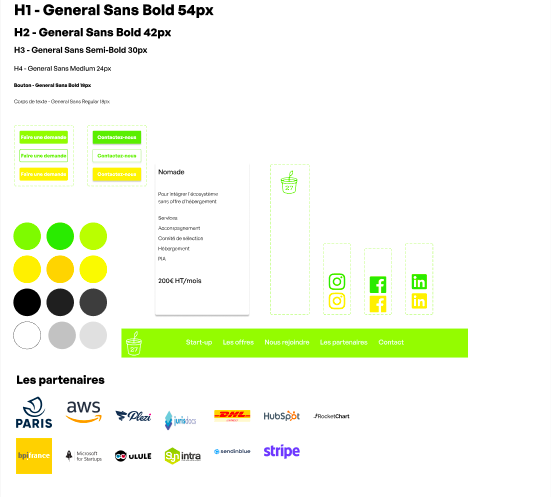 H1 - General Sans Bold 54px
H2 - General Sans Bold 42px
H3 - General Sans Semi-Bold 30px
H4 - General Sans Medium 24px
Bouton - General Sans Bold 18px
Corps de texte - General Sans Regular 18px
Faire une demande
Contactez-nous
Faire une demande
Contactez-nous
Faire une demande
Contactez-nous
Nomade
Pour intégrer l'écosystème
sans offre d'hébergement
Services
Accompagnement
Comité de sélection
Hébergement
PIA
200€ HT/mois
27
Start-up
Les offres
Nous rejoindre
Les partenaires
Contact
27
Les partenaires
PARIS
aws
Plezi
jurisdocs
DHL
HubSpot
RocketChart
bpifrance
Microsoft
for Startups
ULULE
intra
sendinblue
stripe